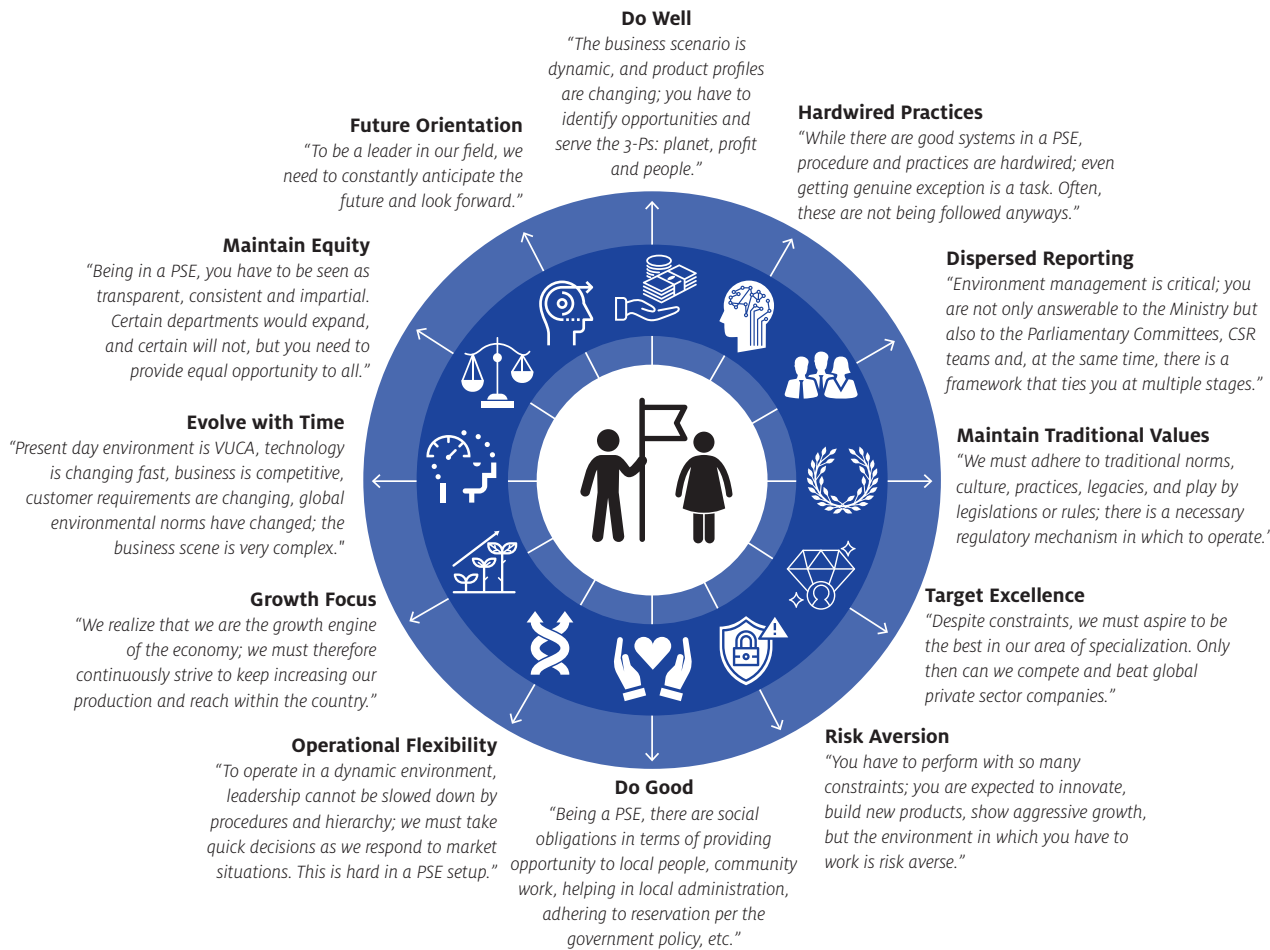 Do Well
“The business scenario is
dynamic, and product profiles
are changing; you have to
identify opportunities and
serve the 3-Ps: planet, profit
and people.”
Hardwired Practices
“While there are good systems in a PSE,
procedure and practices are hardwired; even
getting genuine exception is a task. Often,
these are not being followed anyways.”
Dispersed Reporting
“Environment management is critical; you
are not only answerable to the Ministry but
also to the Parliamentary Committees, CSR
teams and, at the same time, there is a
framework that ties you at multiple stages.”
Maintain Traditional Values
“We must adhere to traditional norms,
culture, practices, legacies, and play by
legislations or rules; there is a necessary
regulatory mechanism in which to operate.’
Target Excellence
“Despite constraints, we must aspire to be
the best in our area of specialization. Only
then can we compete and beat global
private sector companies.”
Risk Aversion
“You have to perform with so many
constraints; you are expected to innovate,
build new products, show aggressive growth,
but the environment in which you have to
work is risk averse.”
Do Good
“Being a PSE, there are social
obligations in terms of providing
opportunity to local people, community
work, helping in local administration,
adhering to reservation per the
government policy, etc.”
Operational Flexibility
“To operate in a dynamic environment,
leadership cannot be slowed down by
procedures and hierarchy; we must take
quick decisions as we respond to market
situations. This is hard in a PSE setup.”
Growth Focus
“We realize that we are the growth engine
of the economy; we must therefore
continuously strive to keep increasing our
production and reach within the country.”
Evolve with Time
“Present day environment is VUCA, technology
is changing fast, business is competitive,
customer requirements are changing, global
environmental norms have changed; the
business scene is very complex."
Maintain Equity
“Being in a PSE, you have to be seen as
transparent, consistent and impartial.
Certain departments would expand,
and certain will not, but you need to
provide equal opportunity to all.”
Future Orientation
“To be a leader in our field, we
need to constantly anticipate the
future and look forward.”